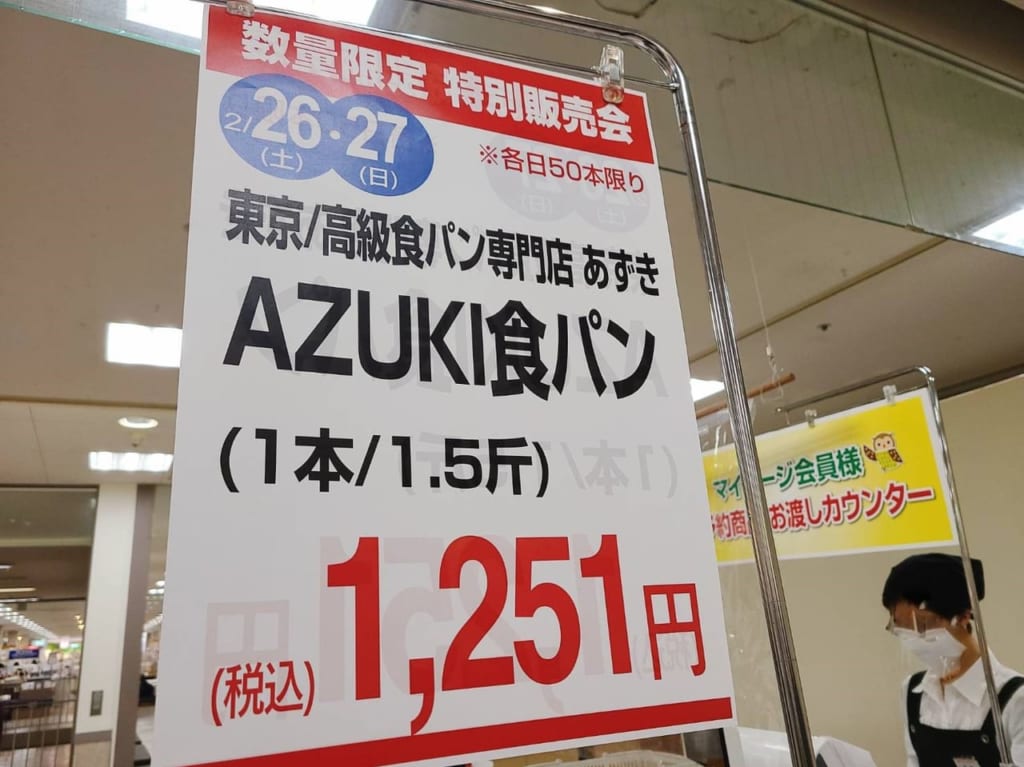 数量限定 特別販売会
2/26(土)・27(日)
※各日50本限り
東京/高級食パン専門店 あずき
AZUKI食パン
(1本/1.5斤)
(税込)1,251円
マイ ージ会員様
約商 お渡しカウンター